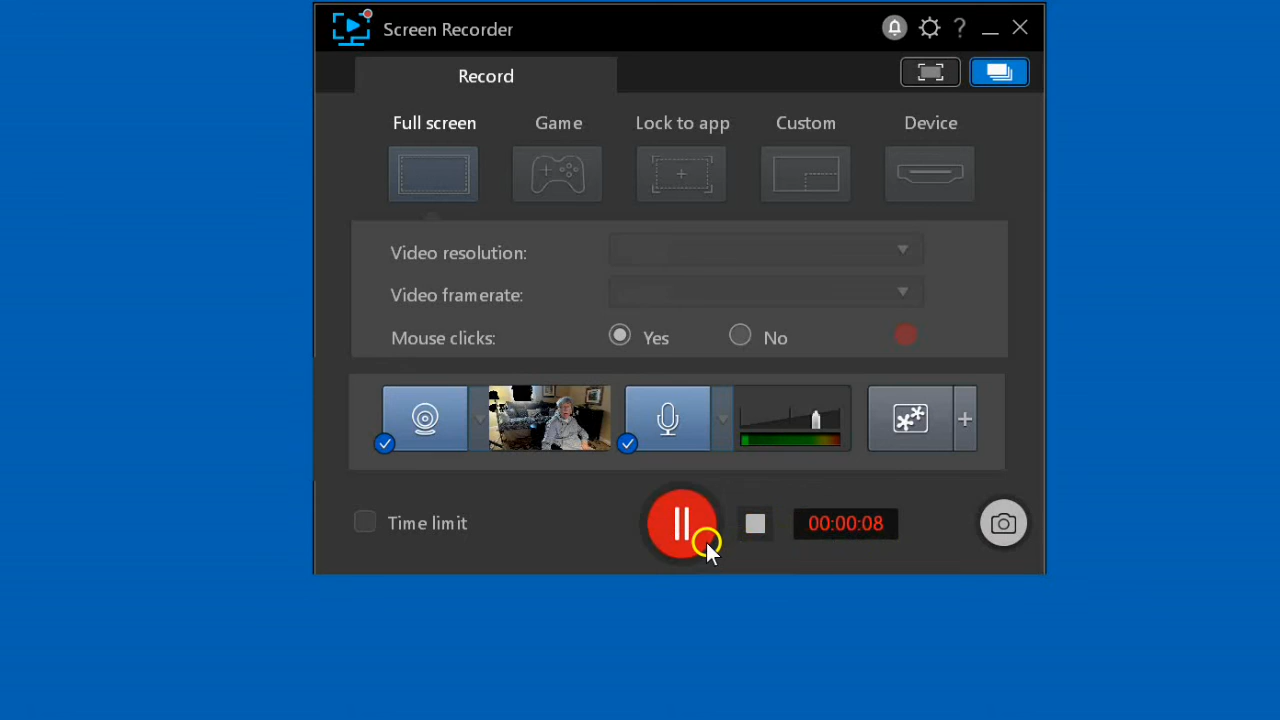 Screen Recorder
?
Record
Full screen Game Lock to app Custom Device
Video resolution:
Video framerate:
Mouse clicks: Yes No
Time limit 00:00:08